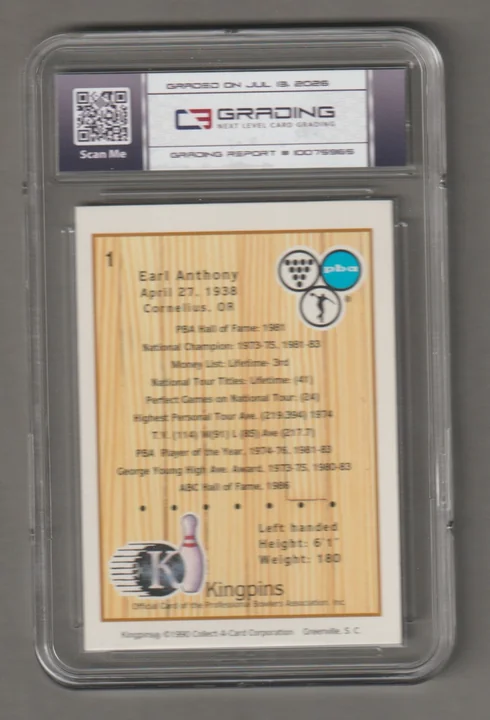 GRADED ON JUL 13, 2026
C3 GRADING
NEXT LEVEL CARD GRADING
Scan Me
GRADING REPORT # 10075965
1
Earl Anthony
April 27, 1938
Cornelius, OR
pba
PBA Hall of Fame: 1981
National Champion: 1973-75, 1981-83
Money List: Lifetime- 3rd
National Tour Titles: Lifetime: (41)
Perfect Games on National Tour: (24)
Highest Personal Tour Ave. (219.394) 1974
T.V. (114) W(91) L (85) Ave (217.7)
PBA Player of the Year, 1974-76, 1981-83
George Young High Ave. Award, 1973-75, 1980-83
ABC Hall of Fame, 1986
Left handed
Height: 6'1"
Weight: 180
K
Kingpins
Official Card of the Professional Bowlers Association, Inc.
Kingpins ©1990 Collect-A-Card Corporation Greenville, S. C.